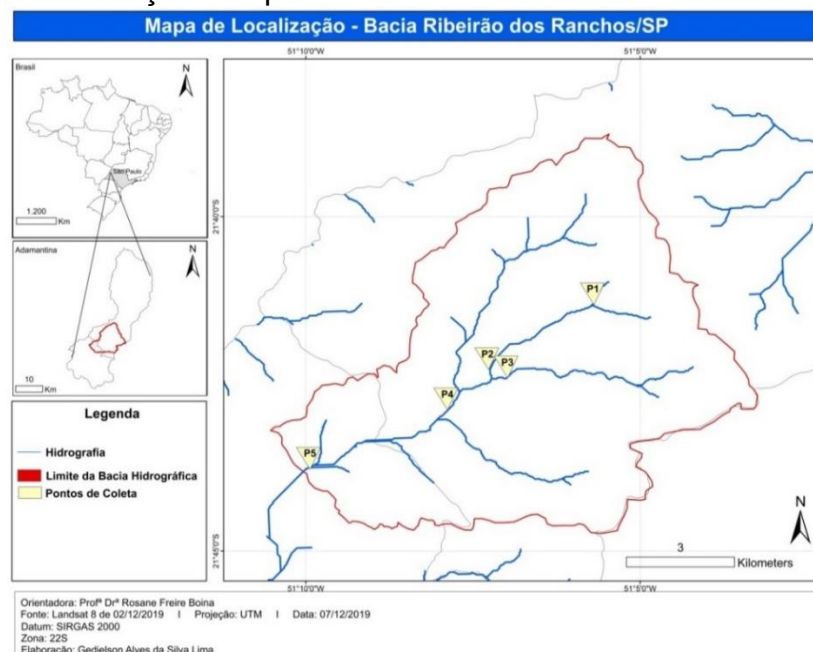 Mapa de Localização - Bacia Ribeirão dos Ranchos/SP
Brasil
N
São Paulo
1.200
Km
Adamantina
N
10
Km
Legenda
Hidrografia
Limite da Bacia Hidrográfica
Pontos de Coleta
51°10'0"W
51°5'0"W
21°40'0"S
P1
P2
P3
P4
P5
N
21°45'0"S
3
Kilometers
51°10'0"W
51°5'0"W
Orientadora: Profª Drª Rosane Freire Boina
Fonte: Landsat 8 de 02/12/2019 I Projeção: UTM I Data: 07/12/2019
Datum: SIRGAS 2000
Zona: 22S
Elaboração: Gedielson Alves da Silva Lima